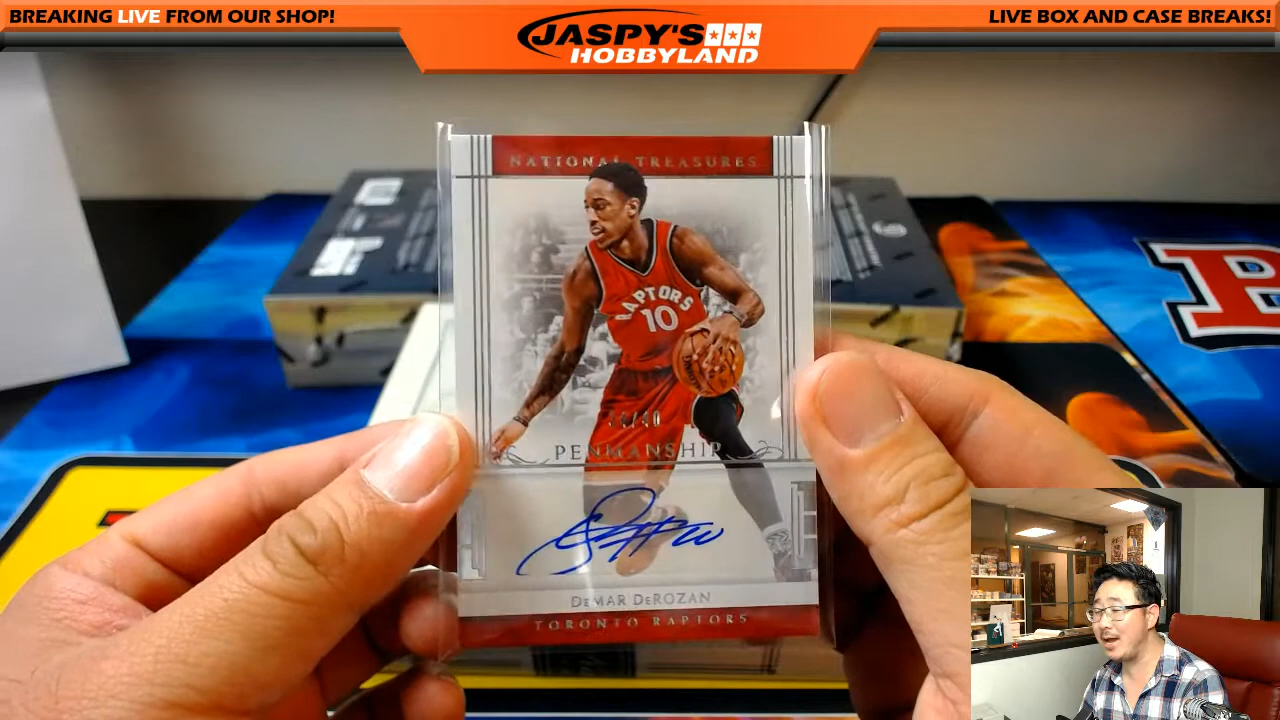 BREAKING LIVE FROM OUR SHOP!
JASPY'S
HOBBYLAND
LIVE BOX AND CASE BREAKS!
NATIONAL TREASURES
RAPTORS
10
PENMANSHIP
DEMAR DEROZAN
TORONTO RAPTORS